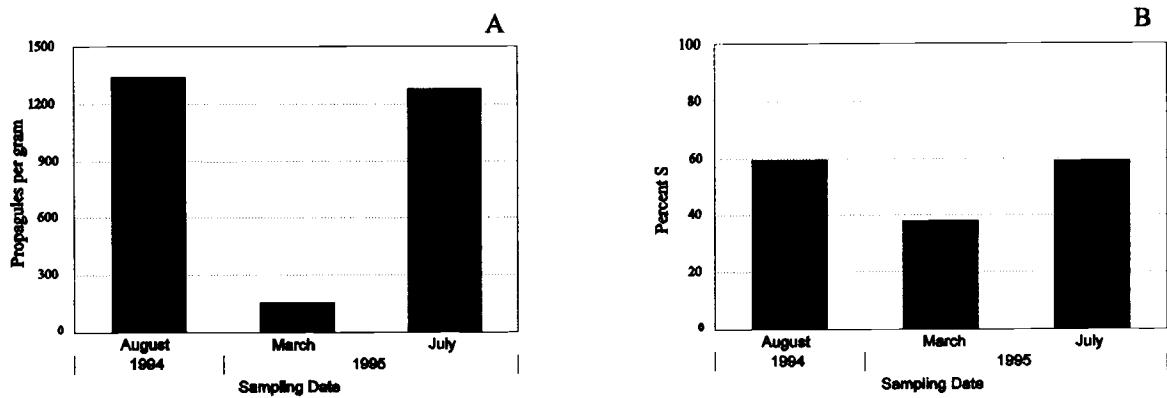 A
Propagules per gram
1500
1200
900
600
300
0
August
March
July
1994
1995
Sampling Date
B
Percent S
100
80
60
40
20
0
August
March
July
1994
1995
Sampling Date